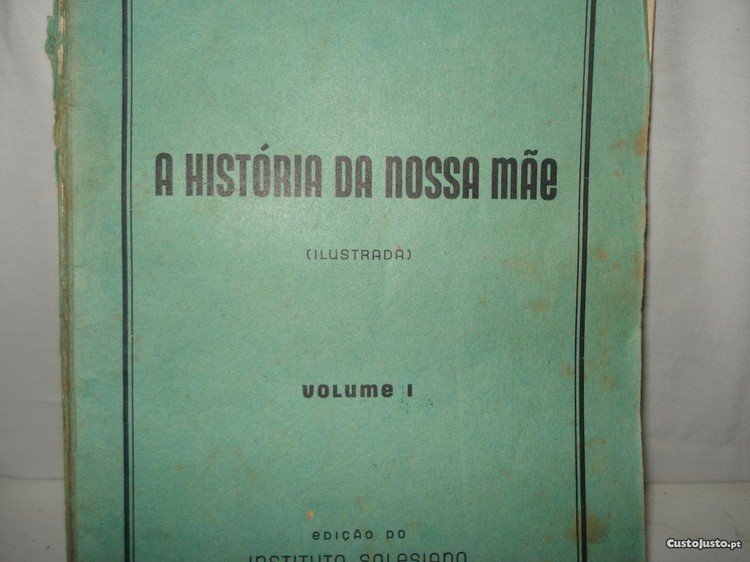 A HISTÓRIA DA NOSSA MÃE
(ILUSTRADA)
VOLUME I
EDIÇÃO DO
INSTITUTO SALESIANO
CustoJusto.pt